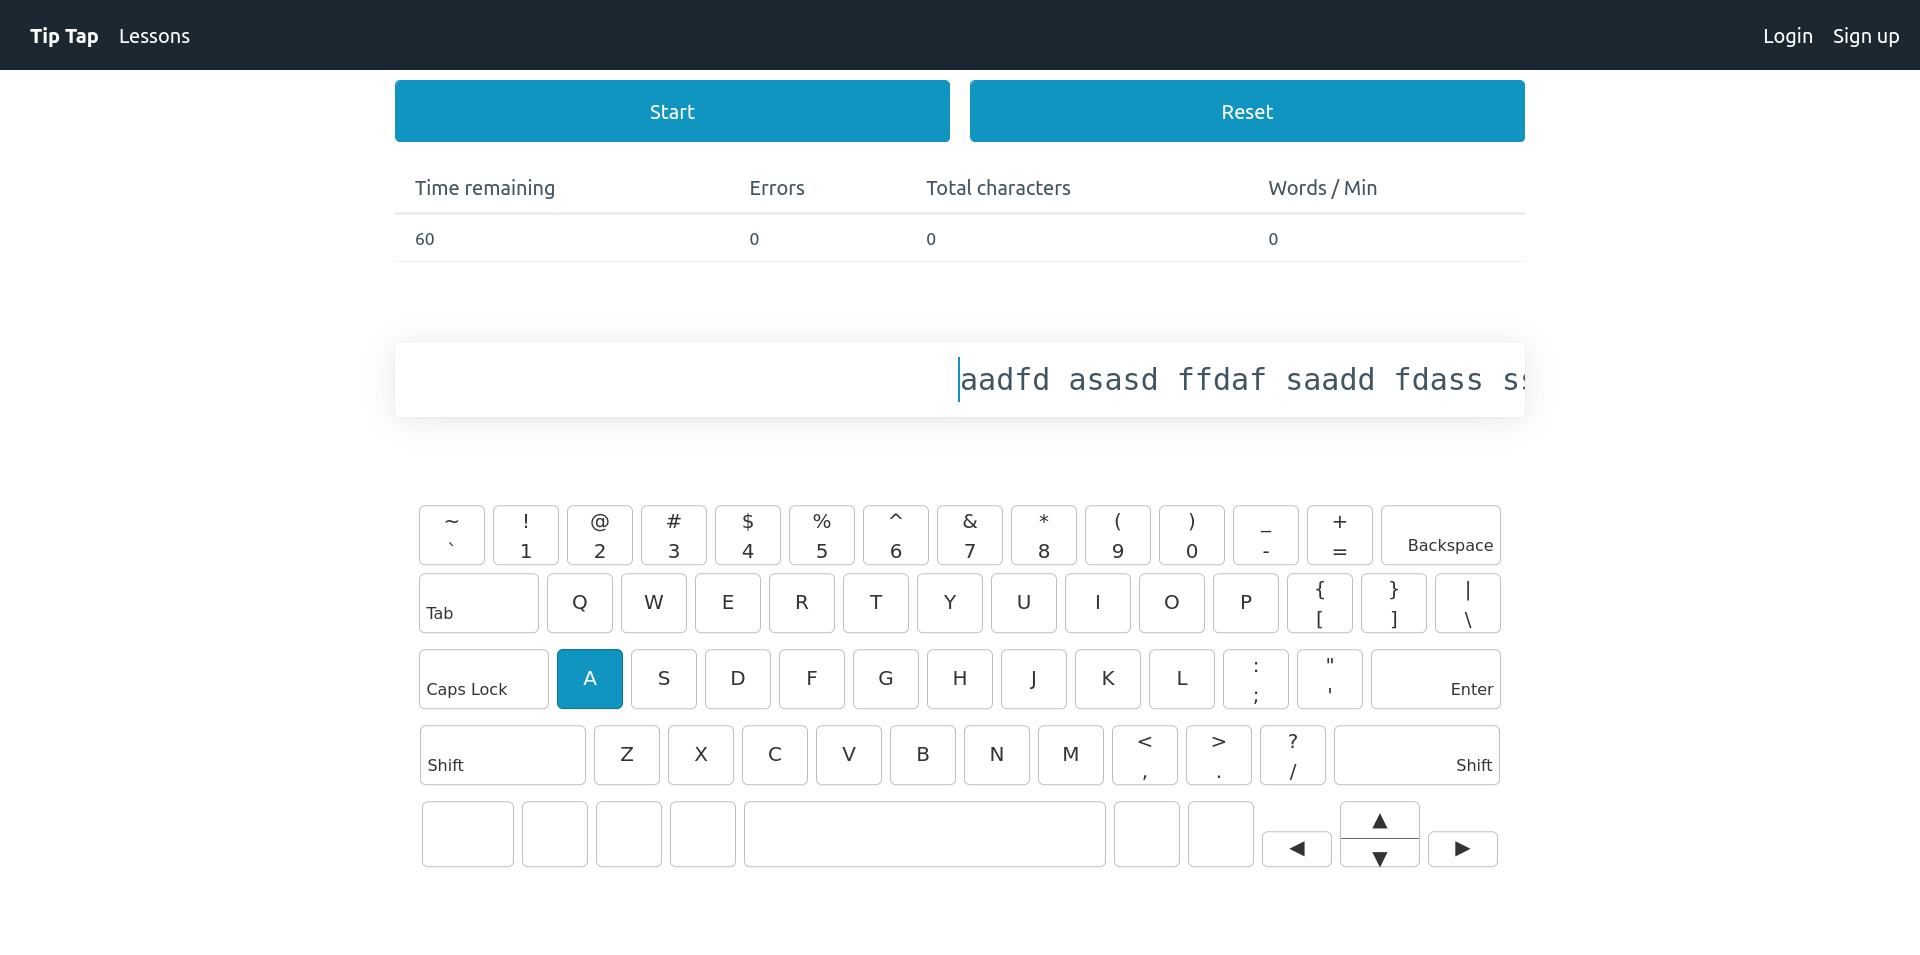 Tip Tap Lessons Login Sign up
Start Reset
Time remaining Errors Total characters Words / Min
60 0 0 0
aadfd asasd ffdaf saadd fdass ss
~ ! @ # $ % ^ & * ( ) _ +
` 1 2 3 4 5 6 7 8 9 0 - = Backspace
Tab Q W E R T Y U I O P { } |
[ ] \
Caps Lock A S D F G H J K L : " Enter
; '
Shift Z X C V B N M < > ? Shift
, . /
▲
◀ ▼ ▶